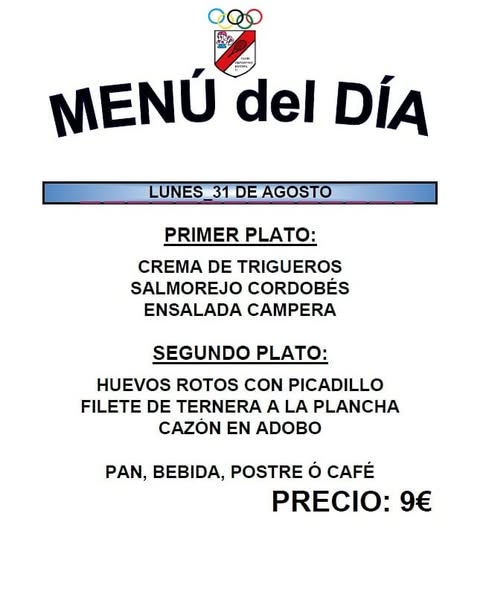 MENÚ del DÍA
LUNES_31 DE AGOSTO
PRIMER PLATO:
CREMA DE TRIGUEROS
SALMOREJO CORDOBÉS
ENSALADA CAMPERA
SEGUNDO PLATO:
HUEVOS ROTOS CON PICADILLO
FILETE DE TERNERA A LA PLANCHA
CAZÓN EN ADOBO
PAN, BEBIDA, POSTRE Ó CAFÉ
PRECIO: 9€